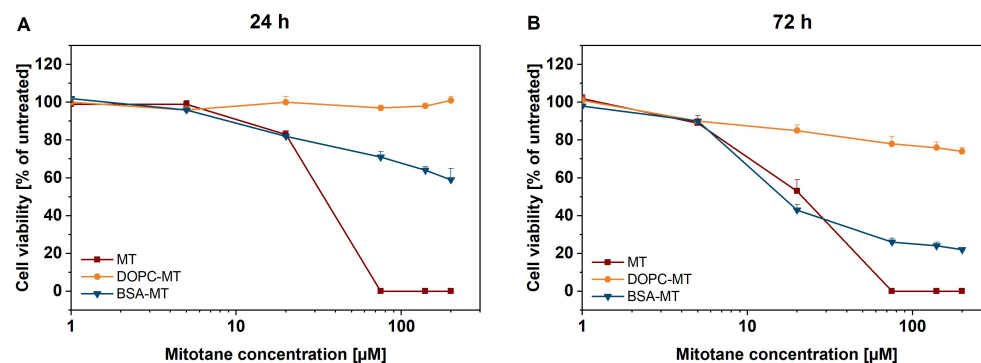 A
24 h
Cell viability [% of untreated]
120
100
80
60
40
20
0
MT
DOPC-MT
BSA-MT
1
10
100
Mitotane concentration [µM]
B
72 h
Cell viability [% of untreated]
120
100
80
60
40
20
0
MT
DOPC-MT
BSA-MT
1
10
100
Mitotane concentration [µM]